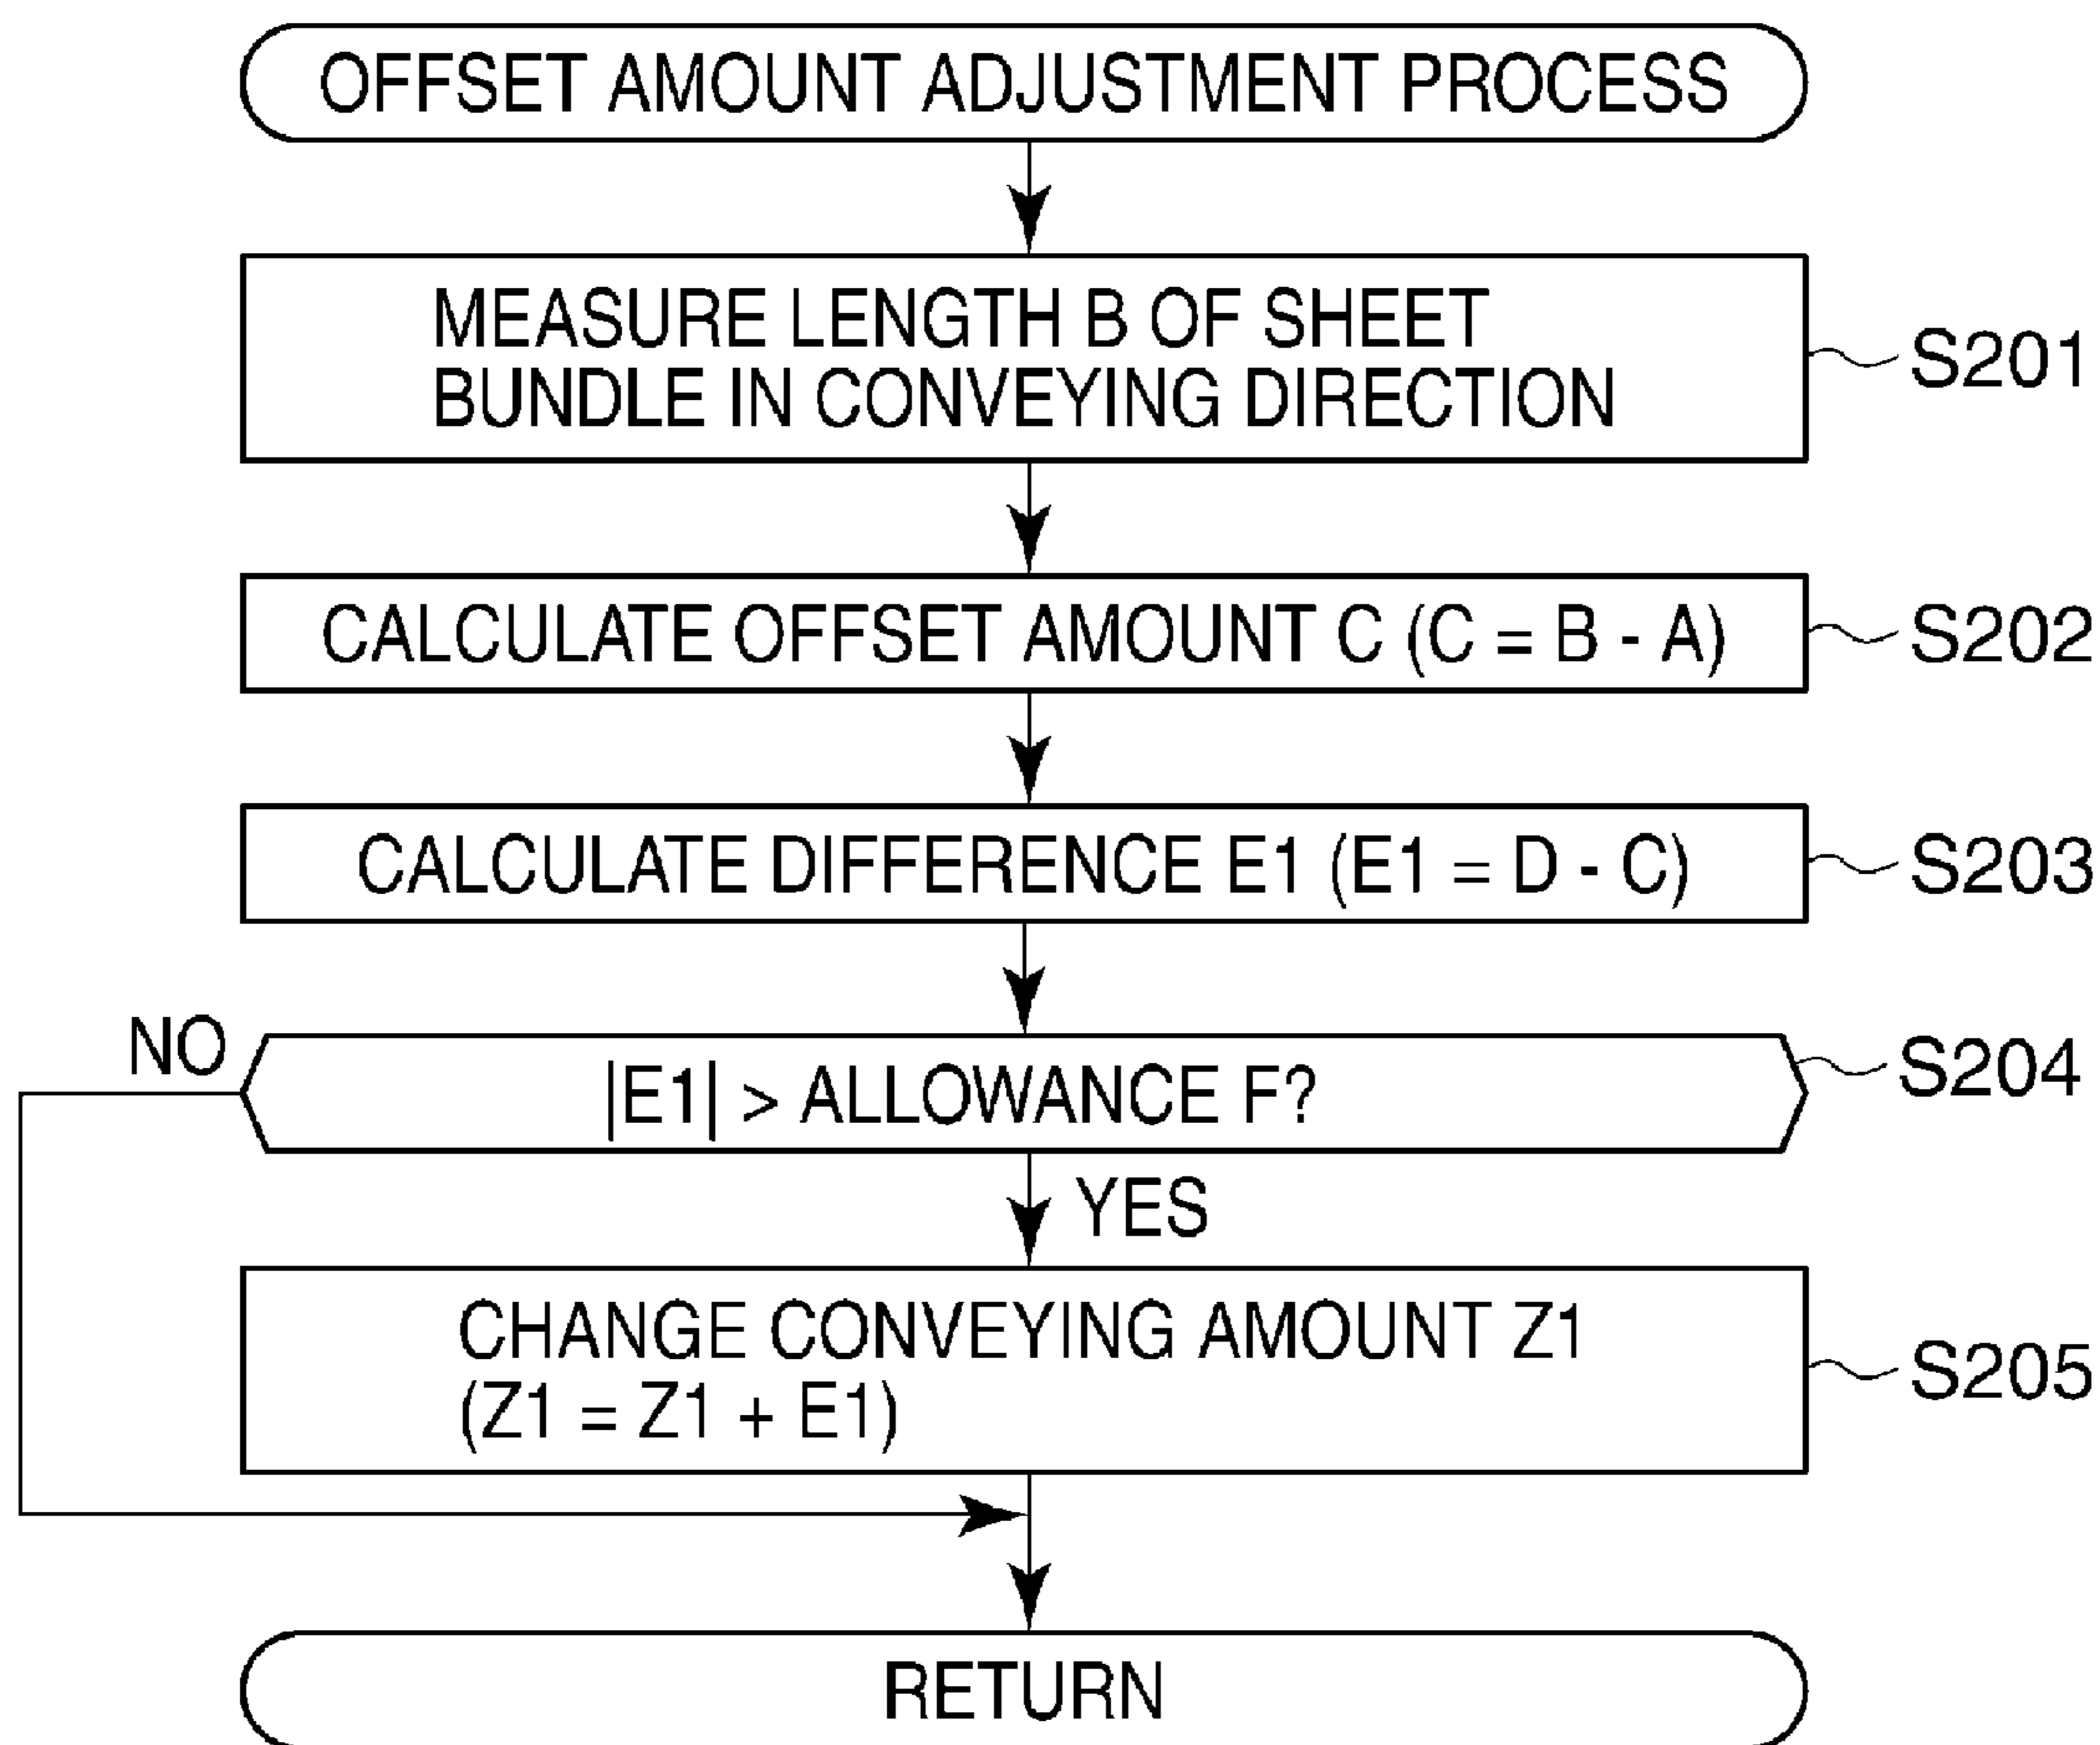 OFFSET AMOUNT ADJUSTMENT PROCESS
MEASURE LENGTH B OF SHEET
BUNDLE IN CONVEYING DIRECTION
S201
CALCULATE OFFSET AMOUNT C (C = B - A)
S202
CALCULATE DIFFERENCE E1 (E1 = D - C)
S203
NO
|E1| > ALLOWANCE F?
S204
YES
CHANGE CONVEYING AMOUNT Z1
(Z1 = Z1 + E1)
S205
RETURN